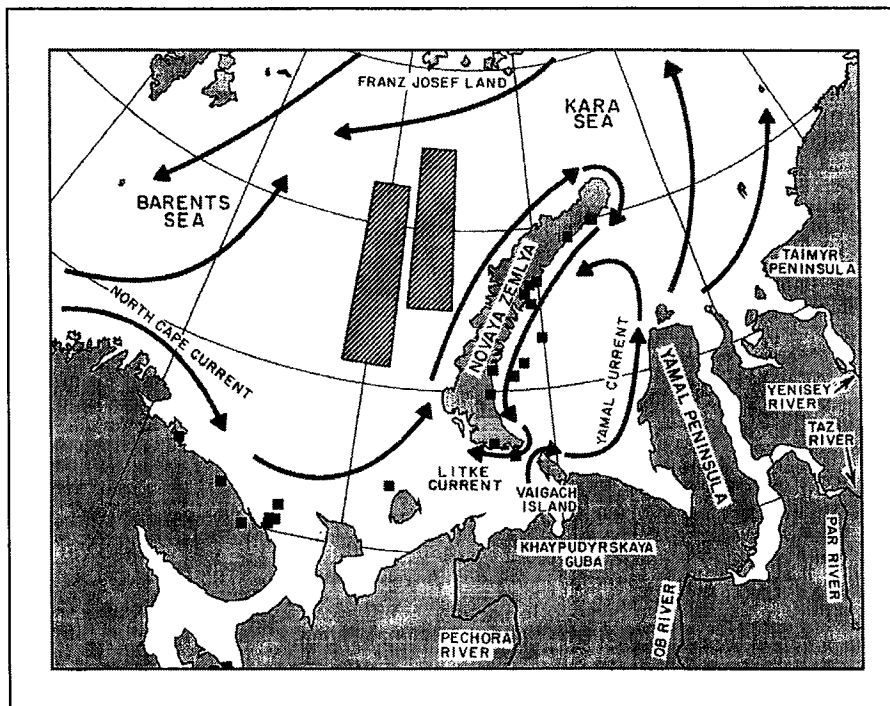 FRANZ JOSEF LAND
KARA
SEA
BARENTS
SEA
TAIMYR
PENINSULA
NORTH CAPE CURRENT
NOVAYA ZEMLYA
YAMAL CURRENT
YAMAL PENINSULA
YENISEY
RIVER
TAZ
RIVER
LITKE
CURRENT
VAIGACH
ISLAND
KHAYPUDYRSKAYA
GUBA
PAR RIVER
OB RIVER
PECHORA
RIVER